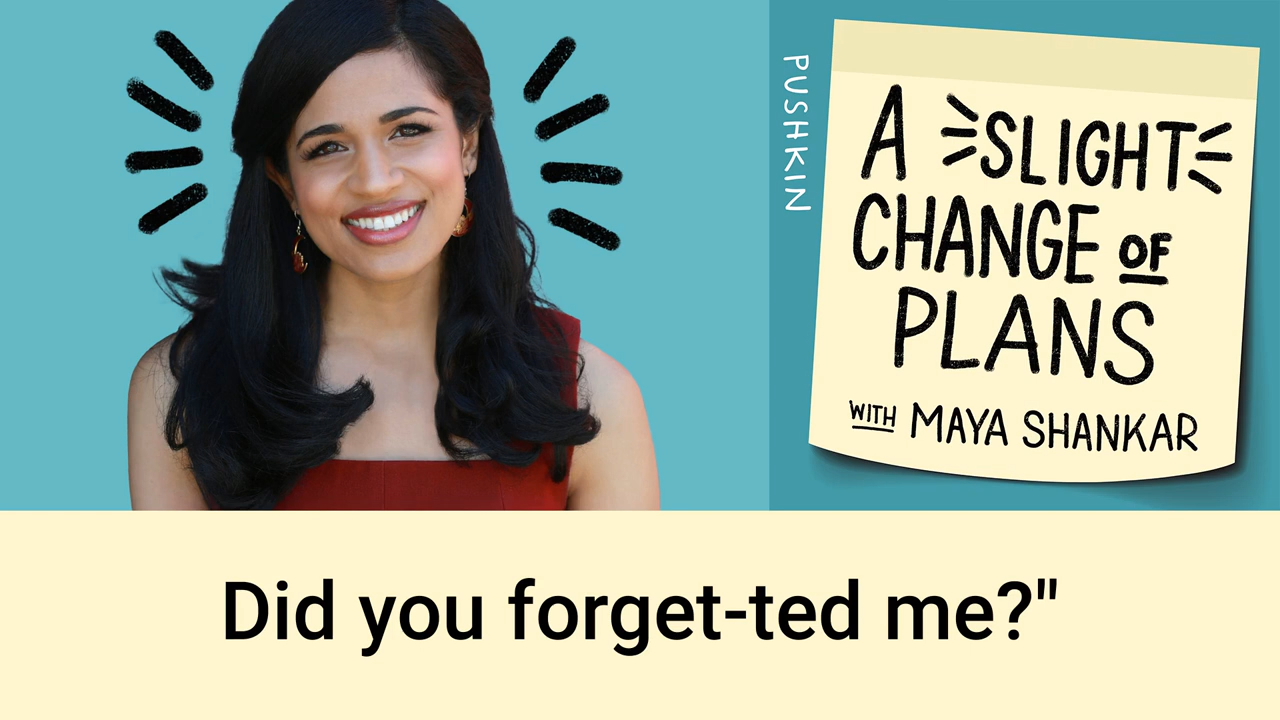 PUSHKIN
A SLIGHT
CHANGE OF
PLANS
WITH MAYA SHANKAR
Did you forget-ted me?"